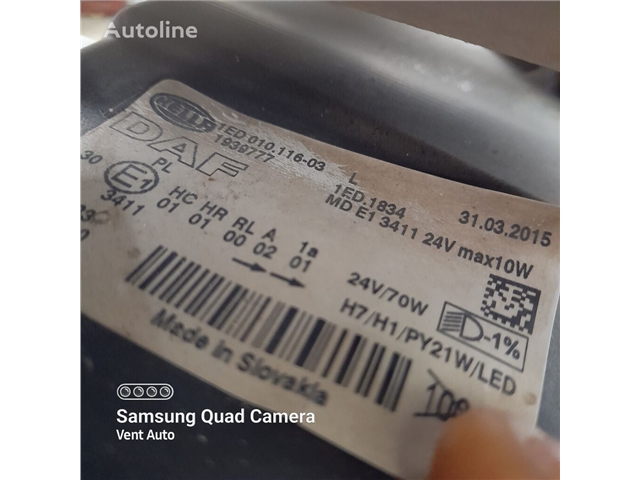 Autoline
HELLA
1ED 010.116-03 L
DAF
1939777
1ED.1834
31.03.2015
MD E1 3411 24V max10W
30
E1
PL
HC HR RL A 1a
3411 01 01 00 02 01
24V/70W
-1%
H7/H1/PY21W/LED
Made in Slovakia
Samsung Quad Camera
Vent Auto